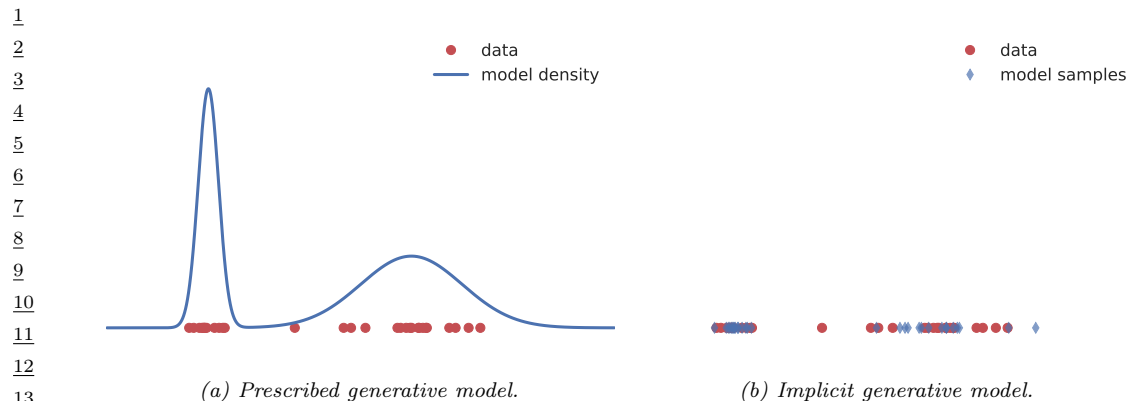 1
2
3
4
5
6
7
8
9
10
11
12
13
data
model density
data
model samples
(a) Prescribed generative model.
(b) Implicit generative model.